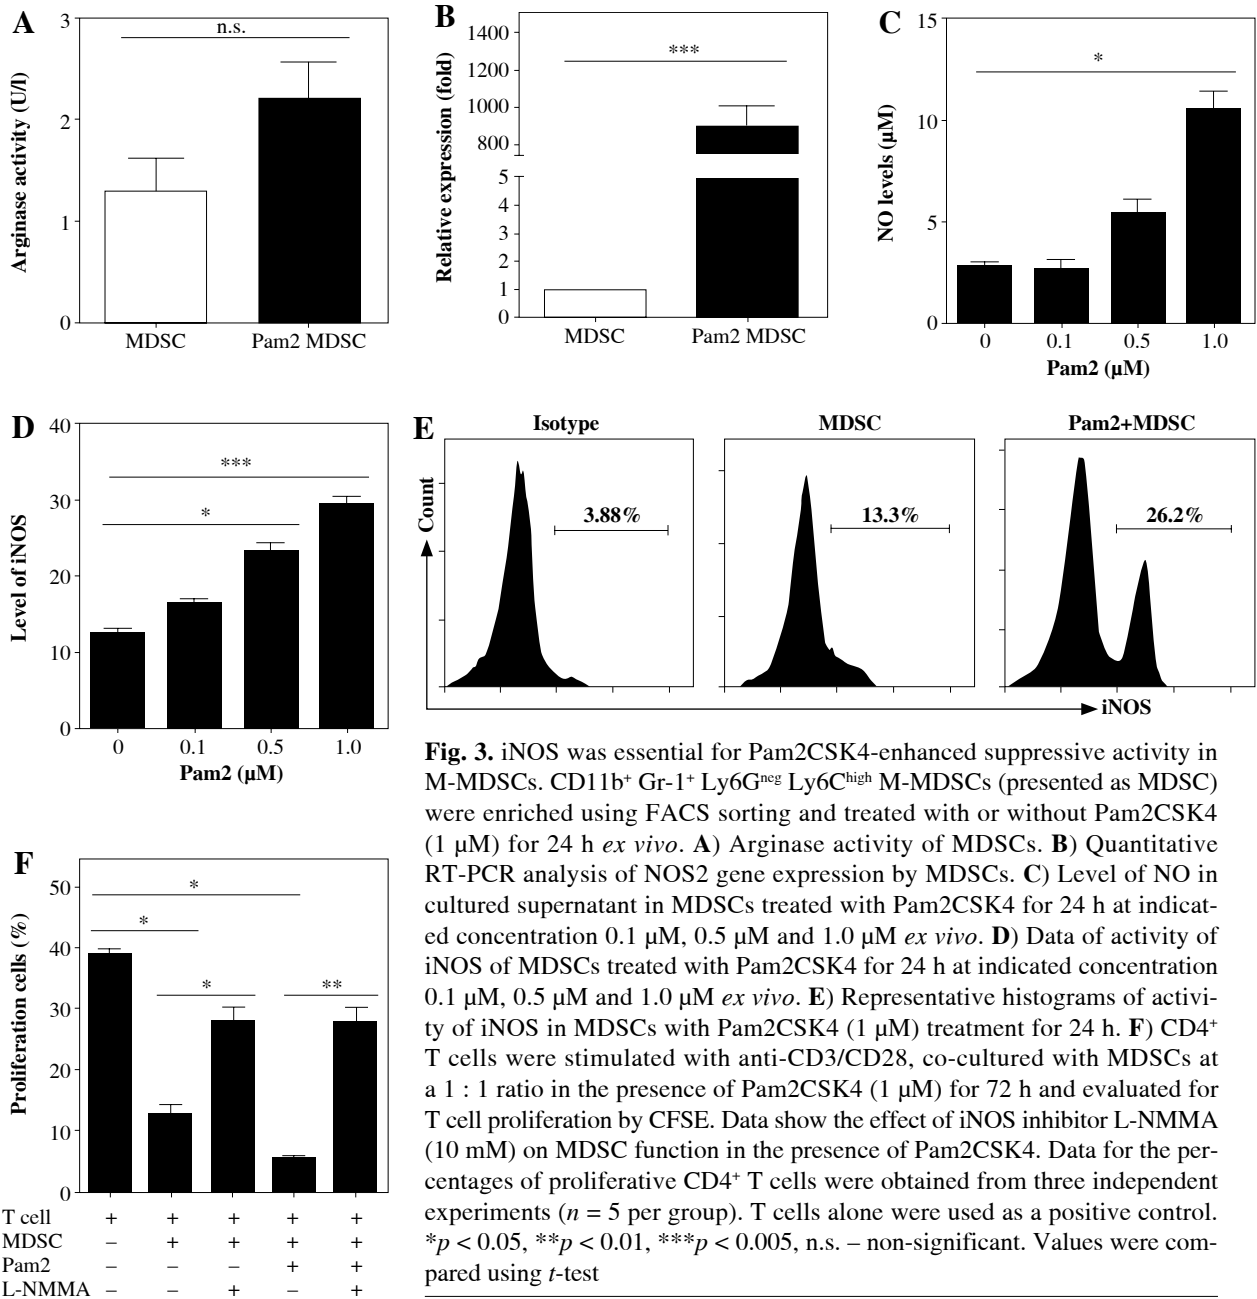 A
n.s.
Arginase activity (U/l)
3
2
1
0
MDSC Pam2 MDSC
B
***
Relative expression (fold)
1400
1200
1000
800
5
4
3
2
1
0
MDSC Pam2 MDSC
C
*
NO levels (µM)
15
10
5
0
0 0.1 0.5 1.0
Pam2 (µM)
D
***
*
Level of iNOS
40
30
20
10
0
0 0.1 0.5 1.0
Pam2 (µM)
E
Isotype MDSC Pam2+MDSC
Count
3.88% 13.3% 26.2%
iNOS
F
*
*
* **
Proliferation cells (%)
50
40
30
20
10
0
T cell + + + + +
MDSC – + + + +
Pam2 – – – + +
L-NMMA – – + – +
Fig. 3. iNOS was essential for Pam2CSK4-enhanced suppressive activity in
M-MDSCs. CD11b⁺ Gr-1⁺ Ly6Gⁿᵉᵍ Ly6Cʰⁱᵍʰ M-MDSCs (presented as MDSC)
were enriched using FACS sorting and treated with or without Pam2CSK4
(1 µM) for 24 h ex vivo. A) Arginase activity of MDSCs. B) Quantitative
RT-PCR analysis of NOS2 gene expression by MDSCs. C) Level of NO in
cultured supernatant in MDSCs treated with Pam2CSK4 for 24 h at indicat-
ed concentration 0.1 µM, 0.5 µM and 1.0 µM ex vivo. D) Data of activity of
iNOS of MDSCs treated with Pam2CSK4 for 24 h at indicated concentration
0.1 µM, 0.5 µM and 1.0 µM ex vivo. E) Representative histograms of activi-
ty of iNOS in MDSCs with Pam2CSK4 (1 µM) treatment for 24 h. F) CD4⁺
T cells were stimulated with anti-CD3/CD28, co-cultured with MDSCs at
a 1 : 1 ratio in the presence of Pam2CSK4 (1 µM) for 72 h and evaluated for
T cell proliferation by CFSE. Data show the effect of iNOS inhibitor L-NMMA
(10 mM) on MDSC function in the presence of Pam2CSK4. Data for the per-
centages of proliferative CD4⁺ T cells were obtained from three independent
experiments (n = 5 per group). T cells alone were used as a positive control.
*p < 0.05, **p < 0.01, ***p < 0.005, n.s. – non-significant. Values were com-
pared using t-test